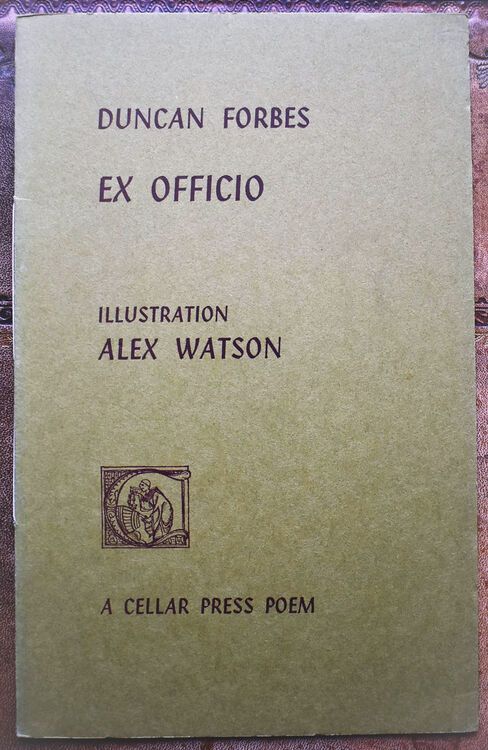 DUNCAN FORBES
EX OFFICIO
ILLUSTRATION
ALEX WATSON
A CELLAR PRESS POEM